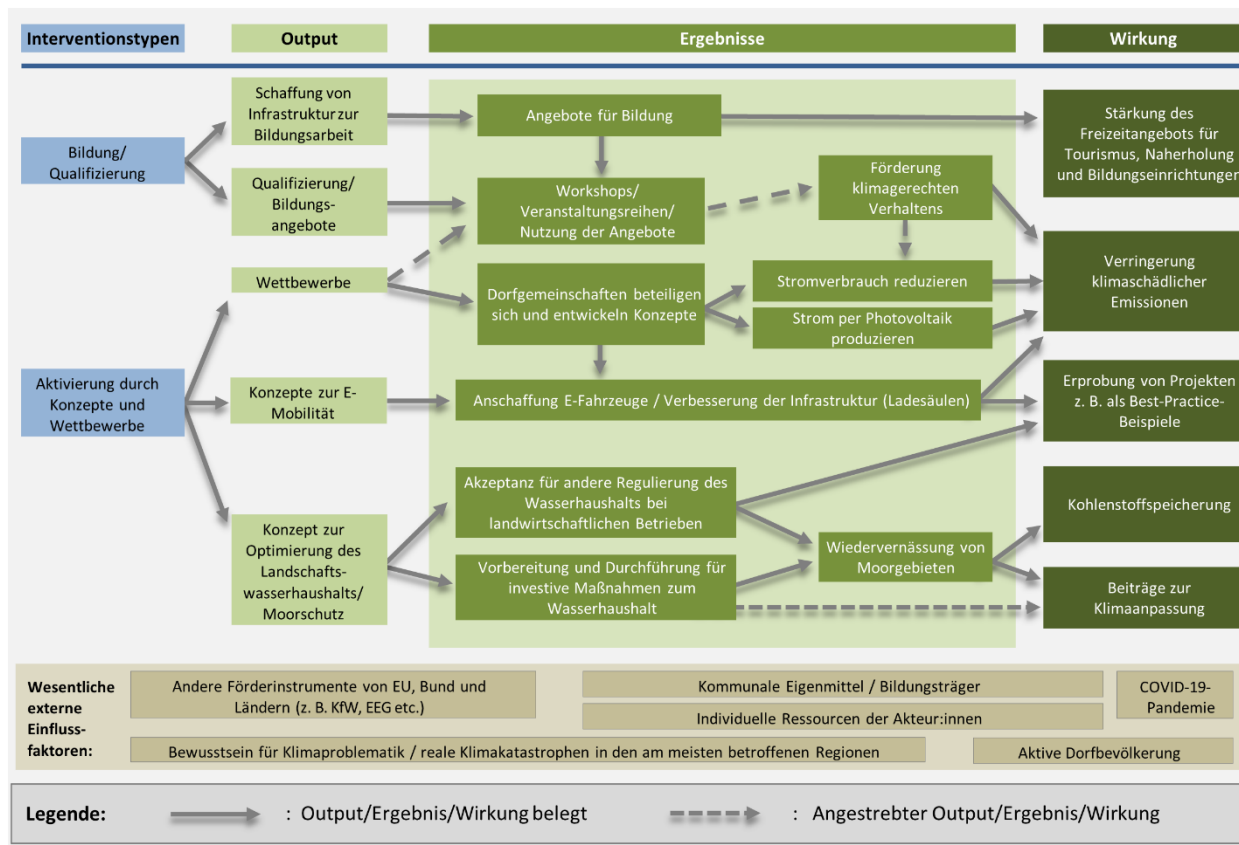 Interventionstypen
Output
Ergebnisse
Wirkung
Bildung/
Qualifizierung
Aktivierung durch
Konzepte und
Wettbewerbe
Schaffung von
Infrastruktur zur
Bildungsarbeit
Qualifizierung/
Bildungs-
angebote
Wettbewerbe
Konzepte zur E-
Mobilität
Konzept zur
Optimierung des
Landschafts-
wasserhaushalts/
Moorschutz
Angebote für Bildung
Workshops/
Veranstaltungsreihen/
Nutzung der Angebote
Förderung
klimagerechten
Verhaltens
Dorfgemeinschaften beteiligen
sich und entwickeln Konzepte
Stromverbrauch reduzieren
Strom per Photovoltaik
produzieren
Anschaffung E-Fahrzeuge / Verbesserung der Infrastruktur (Ladesäulen)
Akzeptanz für andere Regulierung des
Wasserhaushalts bei
landwirtschaftlichen Betrieben
Vorbereitung und Durchführung für
investive Maßnahmen zum
Wasserhaushalt
Wiedervernässung von
Moorgebieten
Stärkung des
Freizeitangebots für
Tourismus, Naherholung
und Bildungseinrichtungen
Verringerung
klimaschädlicher
Emissionen
Erprobung von Projekten
z. B. als Best-Practice-
Beispiele
Kohlenstoffspeicherung
Beiträge zur
Klimaanpassung
Wesentliche
externe
Einfluss-
faktoren:
Andere Förderinstrumente von EU, Bund und
Ländern (z. B. KfW, EEG etc.)
Kommunale Eigenmittel / Bildungsträger
Individuelle Ressourcen der Akteur:innen
COVID-19-
Pandemie
Bewusstsein für Klimaproblematik / reale Klimakatastrophen in den am meisten betroffenen Regionen
Aktive Dorfbevölkerung
Legende:
: Output/Ergebnis/Wirkung belegt
: Angestrebter Output/Ergebnis/Wirkung